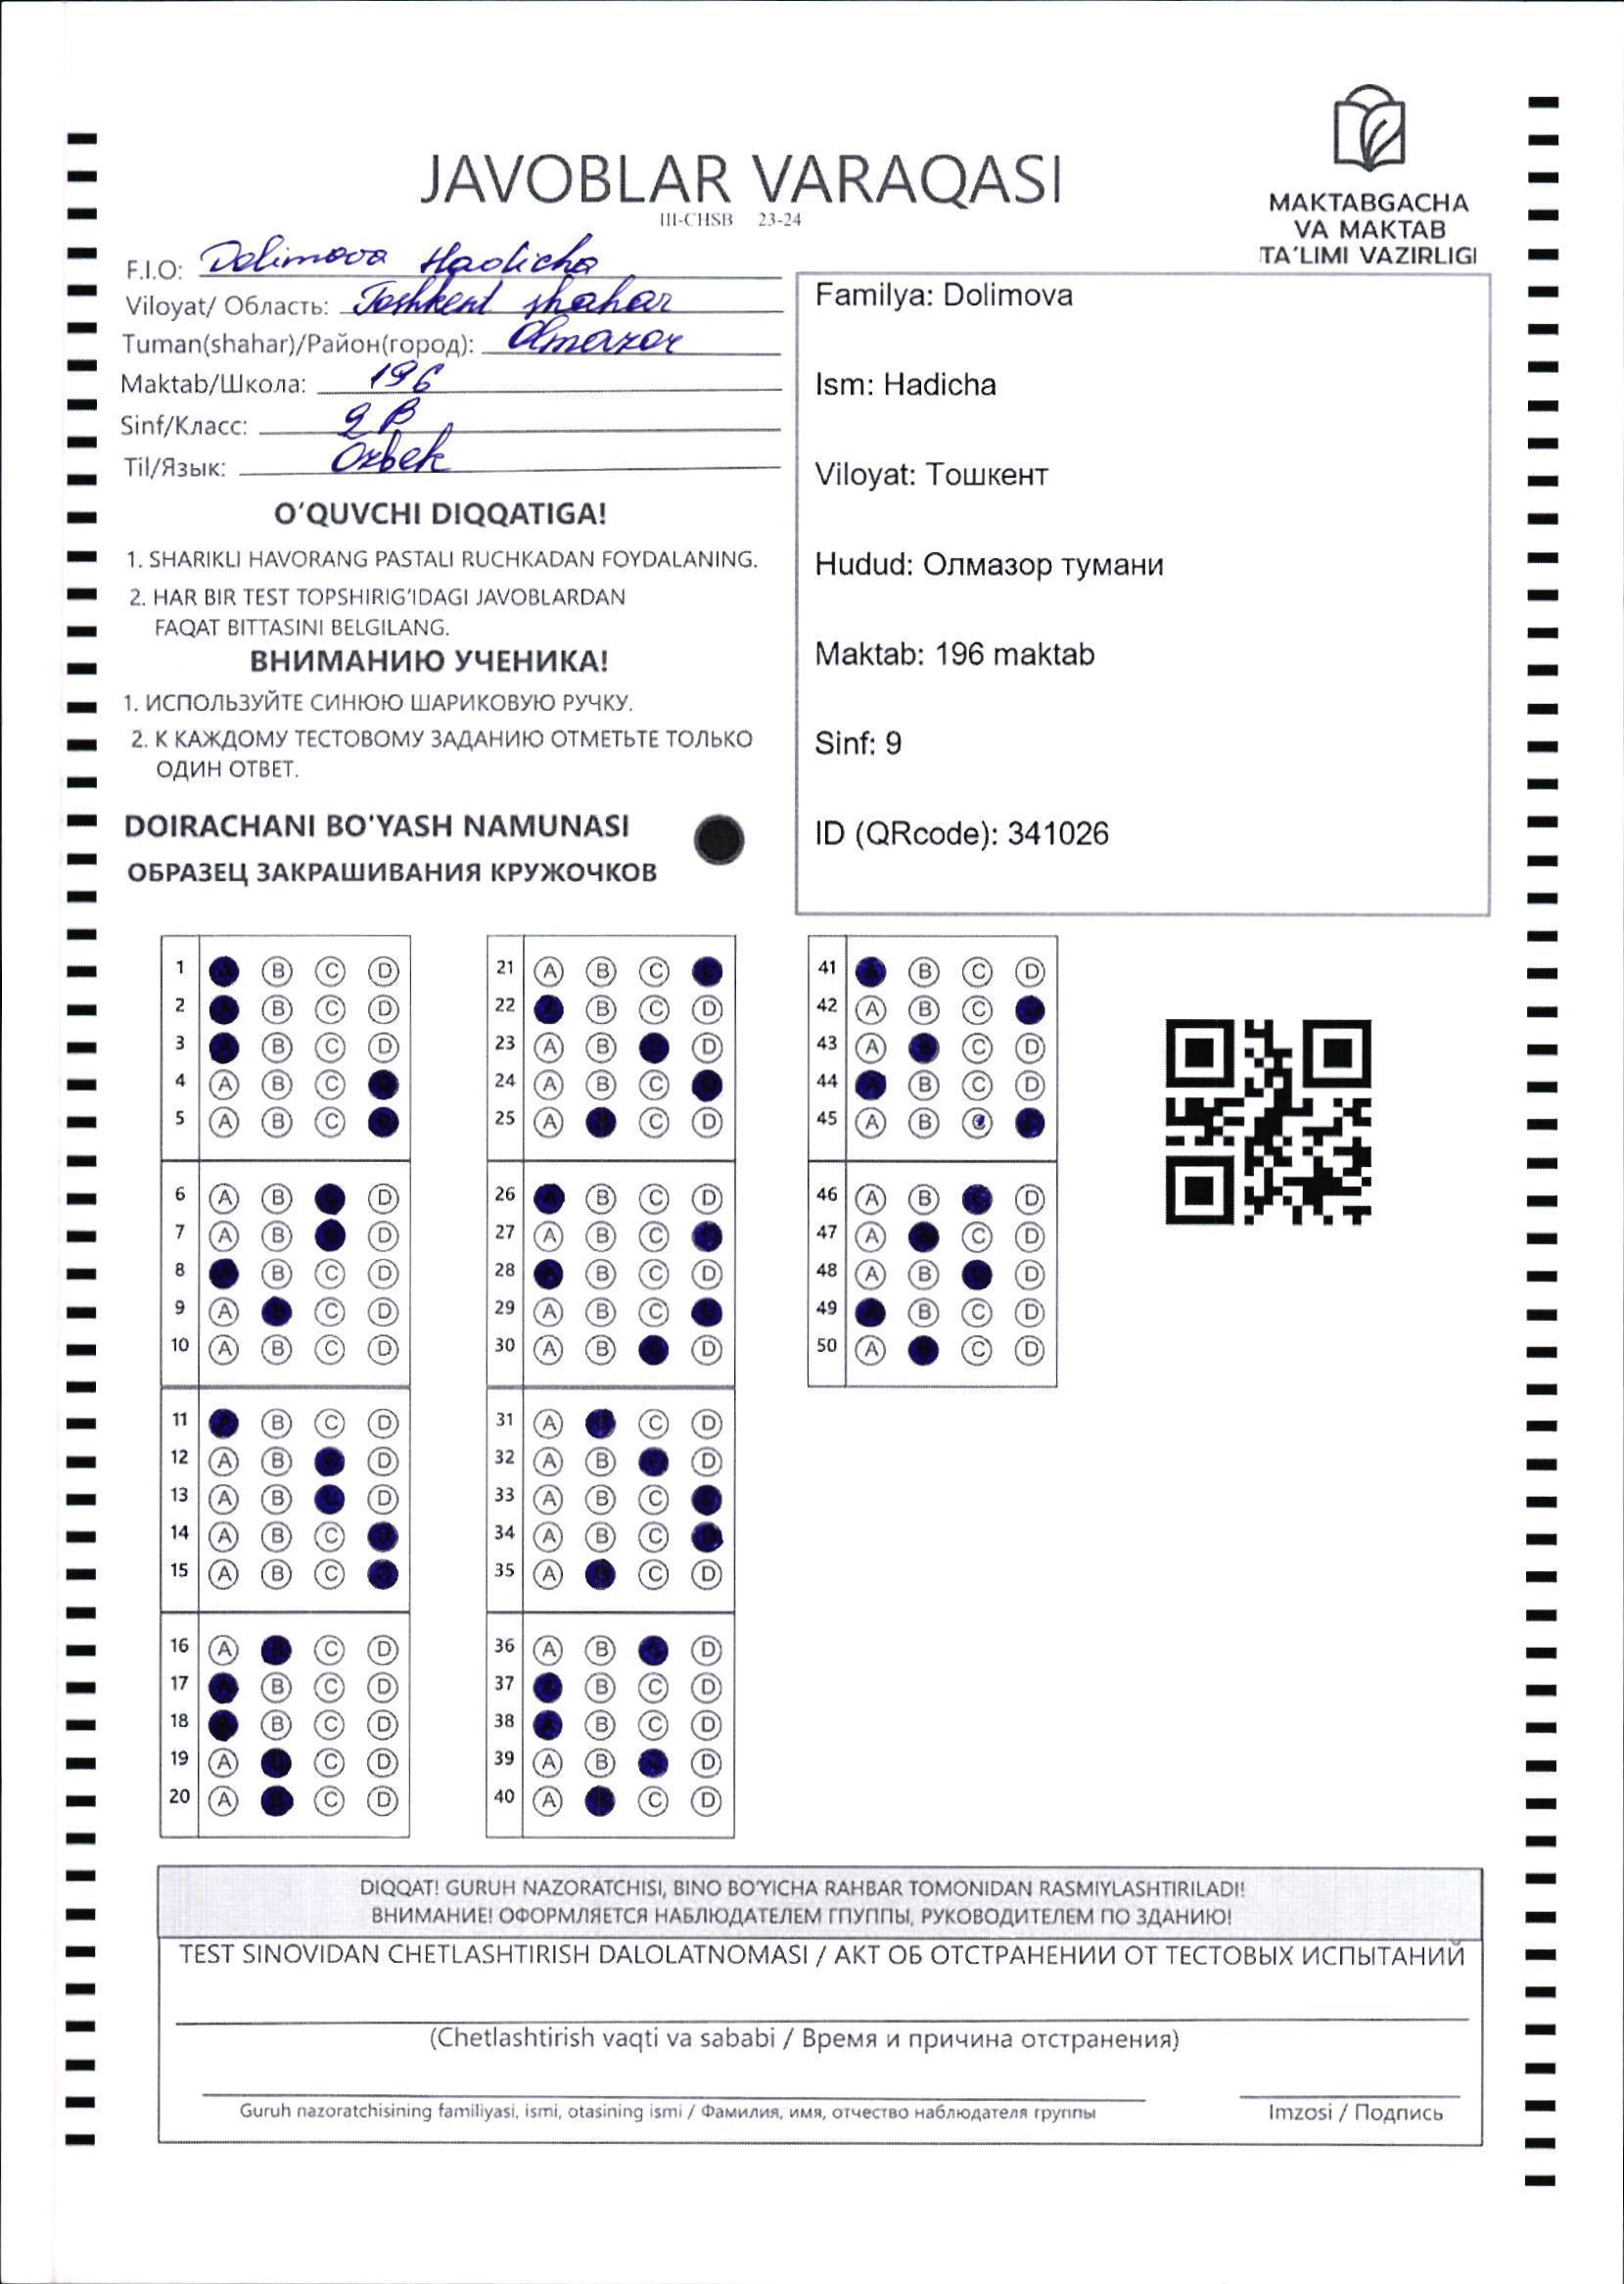 JAVOBLAR VARAQASI
III-CHSB 23-24
MAKTABGACHA
VA MAKTAB
TA'LIMI VAZIRLIGI
F.I.O: Dolimova Hadicha
Viloyat/ Область: Toshkent shahar
Tuman(shahar)/Район(город): Olmazor
Maktab/Школа: 196
Sinf/Класс: 9 B
Til/Язык: Ozbek
O'QUVCHI DIQQATIGA!
1. SHARIKLI HAVORANG PASTALI RUCHKADAN FOYDALANING.
2. HAR BIR TEST TOPSHIRIG'IDAGI JAVOBLARDAN
FAQAT BITTASINI BELGILANG.
ВНИМАНИЮ УЧЕНИКА!
1. ИСПОЛЬЗУЙТЕ СИНЮЮ ШАРИКОВУЮ РУЧКУ.
2. К КАЖДОМУ ТЕСТОВОМУ ЗАДАНИЮ ОТМЕТЬТЕ ТОЛЬКО
ОДИН ОТВЕТ.
DOIRACHANI BO'YASH NAMUNASI
ОБРАЗЕЦ ЗАКРАШИВАНИЯ КРУЖОЧКОВ
Familya: Dolimova
Ism: Hadicha
Viloyat: Тошкент
Hudud: Олмазор тумани
Maktab: 196 maktab
Sinf: 9
ID (QRcode): 341026
1 A B C D
2 A B C D
3 A B C D
4 A B C
5 A B C
6 A B C D
7 A B D
8 A B C D
9 A B C D
10 A B C D
11 A B C D
12 A B D
13 A B C D
14 A B C D
15 A B C D
16 A B C D
17 A B C D
18 A B C D
19 A B C D
20 A B C D
21 A B C
22 A B C D
23 A B D
24 A B C
25 A B C D
26 A B C D
27 A B C
28 A B C D
29 A B C
30 A B D
31 A B C D
32 A B D
33 A B C
34 A B C D
35 A B C D
36 A B C D
37 A B C D
38 A B C D
39 A B D
40 A B C D
41 A B C D
42 A B C
43 A B C D
44 A B C D
45 A B C
46 A B C D
47 A B C D
48 A B C D
49 A B C D
50 A B C D
DIQQAT! GURUH NAZORATCHISI, BINO BO'YICHA RAHBAR TOMONIDAN RASMIYLASHTIRILADI!
ВНИМАНИЕ! ОФОРМЛЯЕТСЯ НАБЛЮДАТЕЛЕМ ГПУППЫ, РУКОВОДИТЕЛЕМ ПО ЗДАНИЮ!
TEST SINOVIDAN CHETLASHTIRISH DALOLATNOMASI / АКТ ОБ ОТСТРАНЕНИИ ОТ ТЕСТОВЫХ ИСПЫТАНИЙ
(Chetlashtirish vaqti va sababi / Время и причина отстранения)
Guruh nazoratchisining familiyasi, ismi, otasining ismi / Фамилия, имя, отчество наблюдателя группы
Imzosi / Подпись